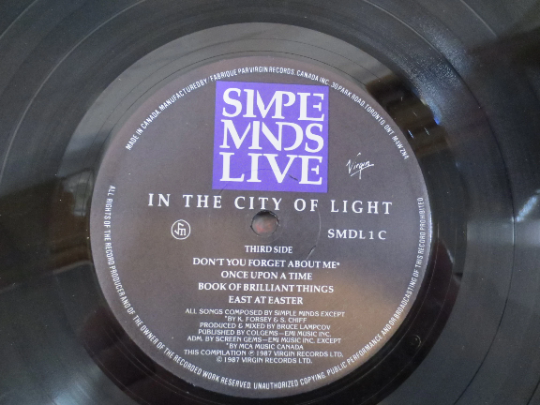 MADE IN CANADA MANUFACTURED BY / FABRIQUE PAR VIRGIN RECORDS, CANADA INC. 30 PARK ROAD, TORONTO, ONT. M4W 2N4
SIMPLE
MINDS
LIVE
Virgin
IN THE CITY OF LIGHT
SMDL 1 C
THIRD SIDE
DON'T YOU FORGET ABOUT ME*
ONCE UPON A TIME
BOOK OF BRILLIANT THINGS
EAST AT EASTER
ALL SONGS COMPOSED BY SIMPLE MINDS EXCEPT
*BY K. FORSEY & S. CHIFF
PRODUCED & MIXED BY BRUCE LAMPCOV
PUBLISHED BY COLGEMS-EMI MUSIC INC.
ADM. BY SCREEN GEMS-EMI MUSIC INC. EXCEPT
*BY MCA MUSIC CANADA
THIS COMPILATION ℗ 1987 VIRGIN RECORDS LTD.
© 1987 VIRGIN RECORDS LTD.
ALL RIGHTS OF THE RECORD PRODUCER AND OF THE OWNER OF THE RECORDED WORK RESERVED. UNAUTHORIZED COPYING, PUBLIC PERFORMANCE AND/OR BROADCASTING OF THIS RECORD PROHIBITED.